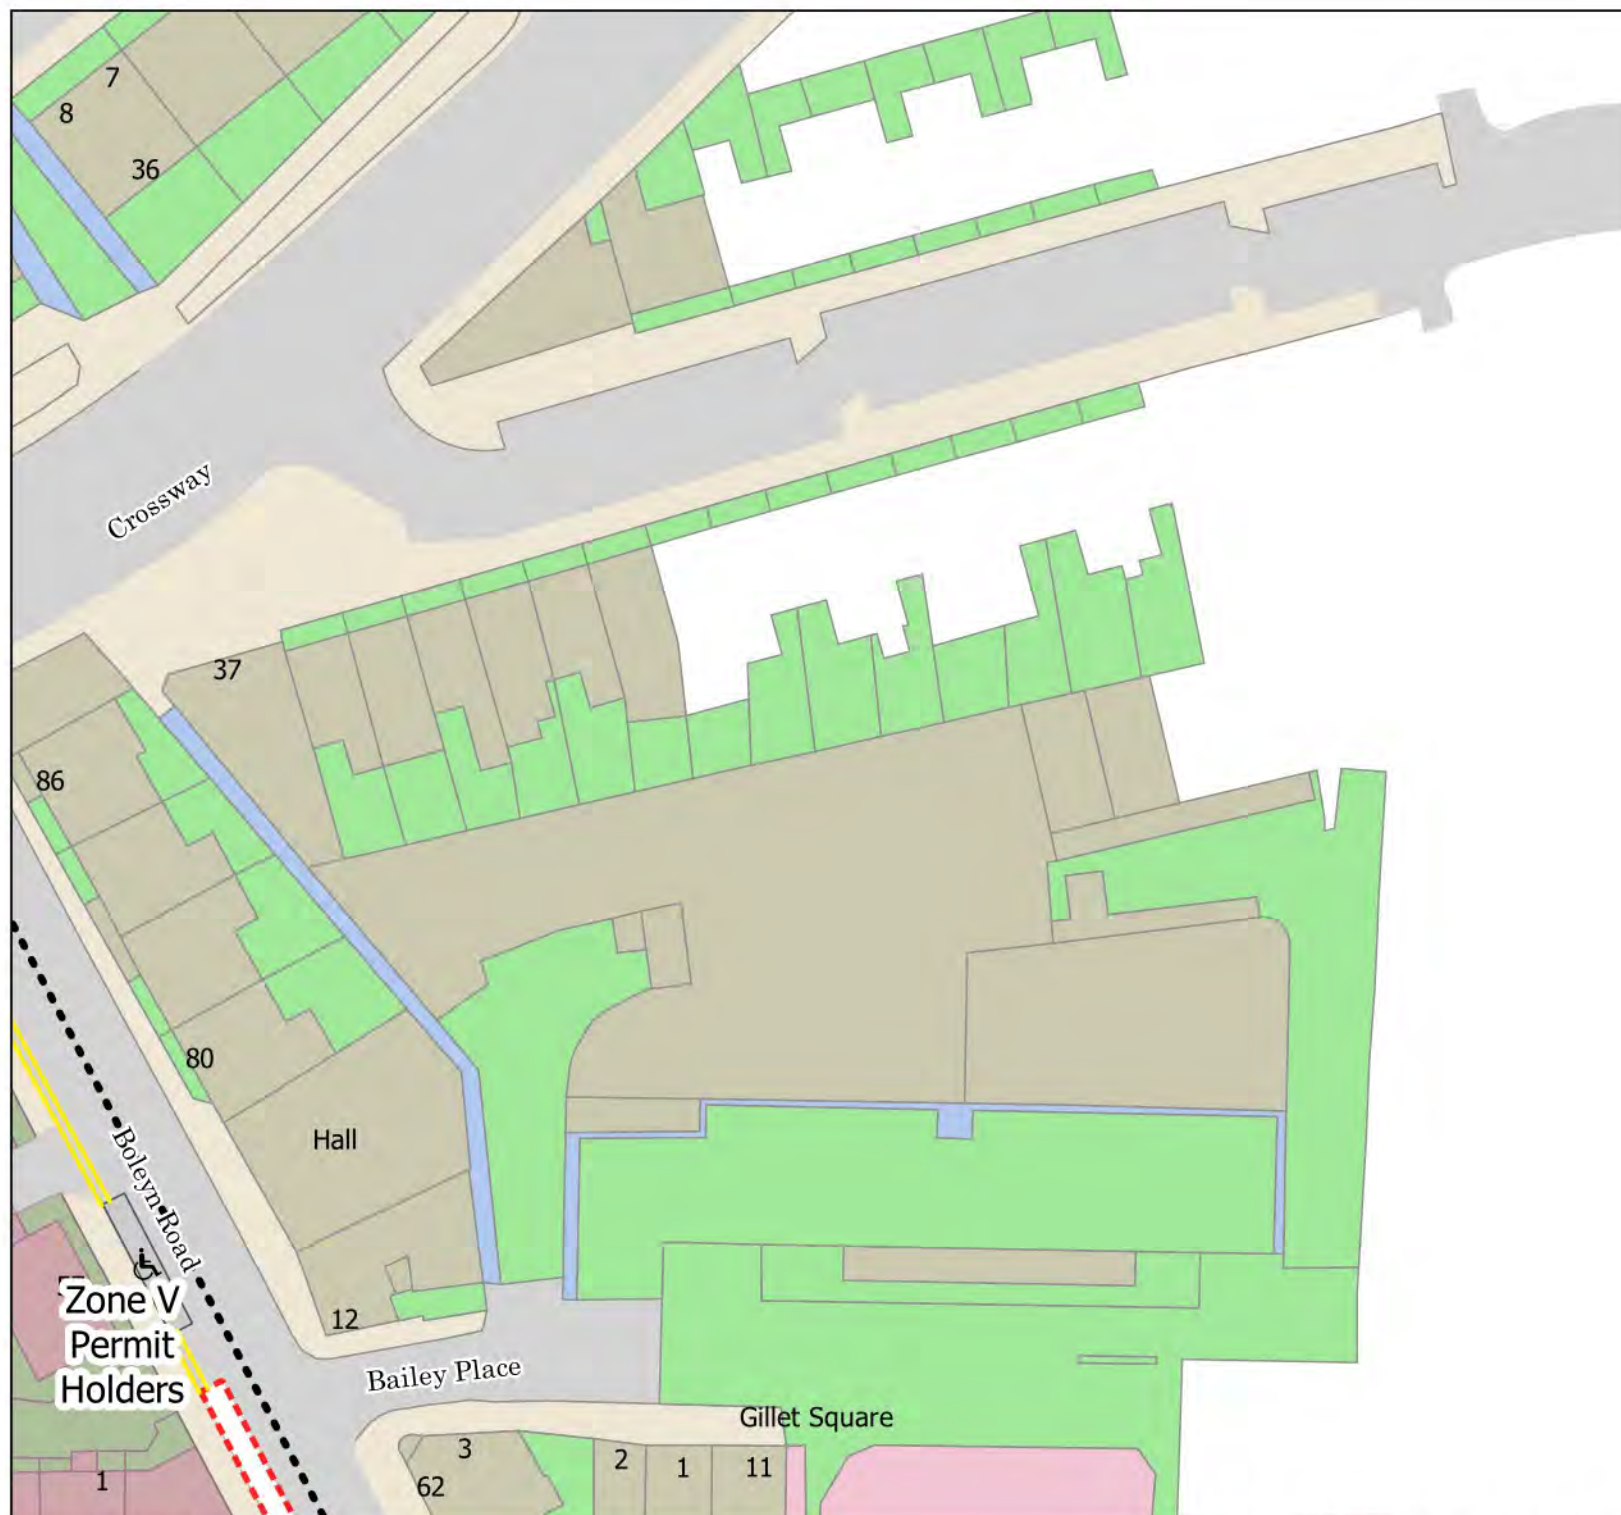 7
8
36
Crossway
37
86
80
Hall
Boleyn Road
Zone V
Permit
Holders
12
Bailey Place
Gillet Square
3
2
1
11
62
1